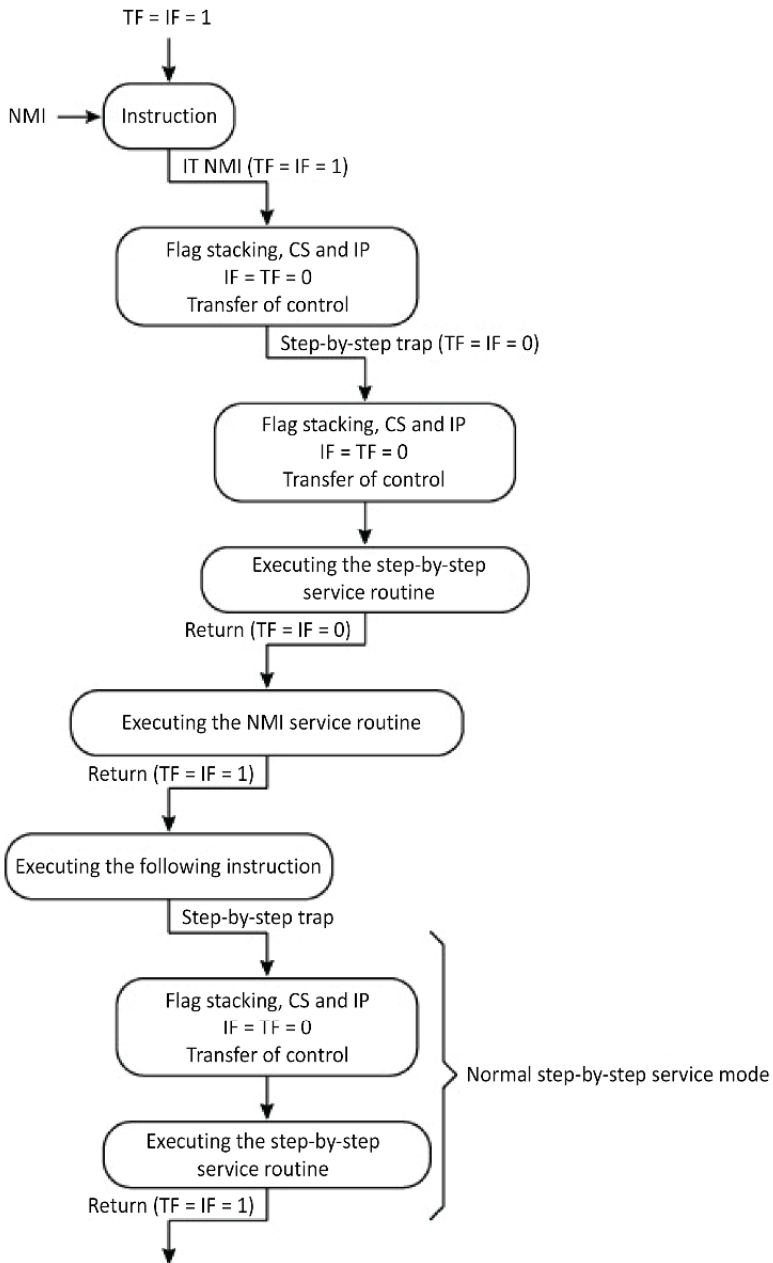 TF = IF = 1
NMI
Instruction
IT NMI (TF = IF = 1)
Flag stacking, CS and IP
IF = TF = 0
Transfer of control
Step-by-step trap (TF = IF = 0)
Flag stacking, CS and IP
IF = TF = 0
Transfer of control
Executing the step-by-step
service routine
Return (TF = IF = 0)
Executing the NMI service routine
Return (TF = IF = 1)
Executing the following instruction
Step-by-step trap
Flag stacking, CS and IP
IF = TF = 0
Transfer of control
Normal step-by-step service mode
Executing the step-by-step
service routine
Return (TF = IF = 1)